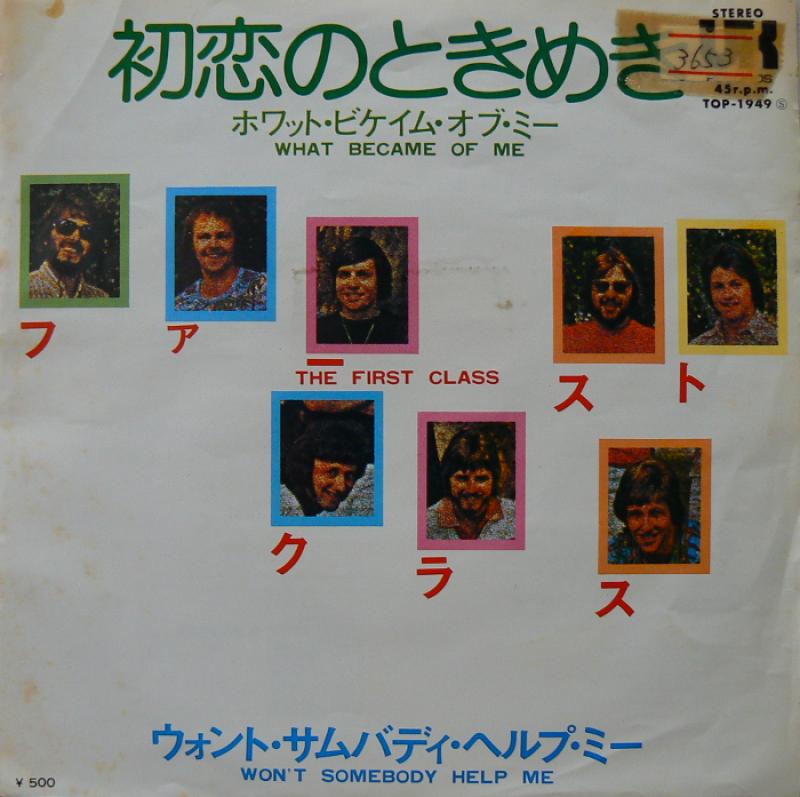 STEREO
初恋のときめき
3653
45r.p.m.
TOP-1949 Ⓢ
ホワット・ビケイム・オブ・ミー
WHAT BECAME OF ME
ファースト
THE FIRST CLASS
クラス
ウォント・サムバディ・ヘルプ・ミー
WON'T SOMEBODY HELP ME
¥ 500